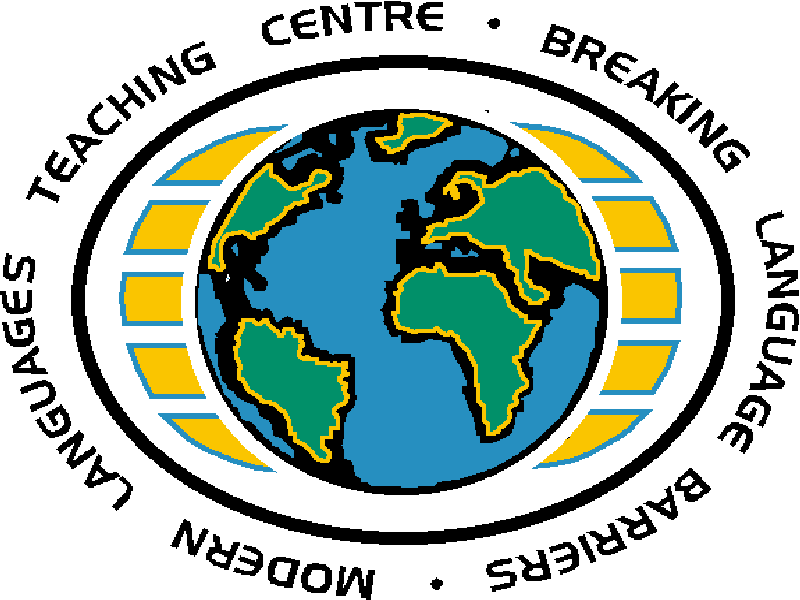 MODERN LANGUAGES TEACHING CENTRE • BREAKING LANGUAGE BARRIERS •